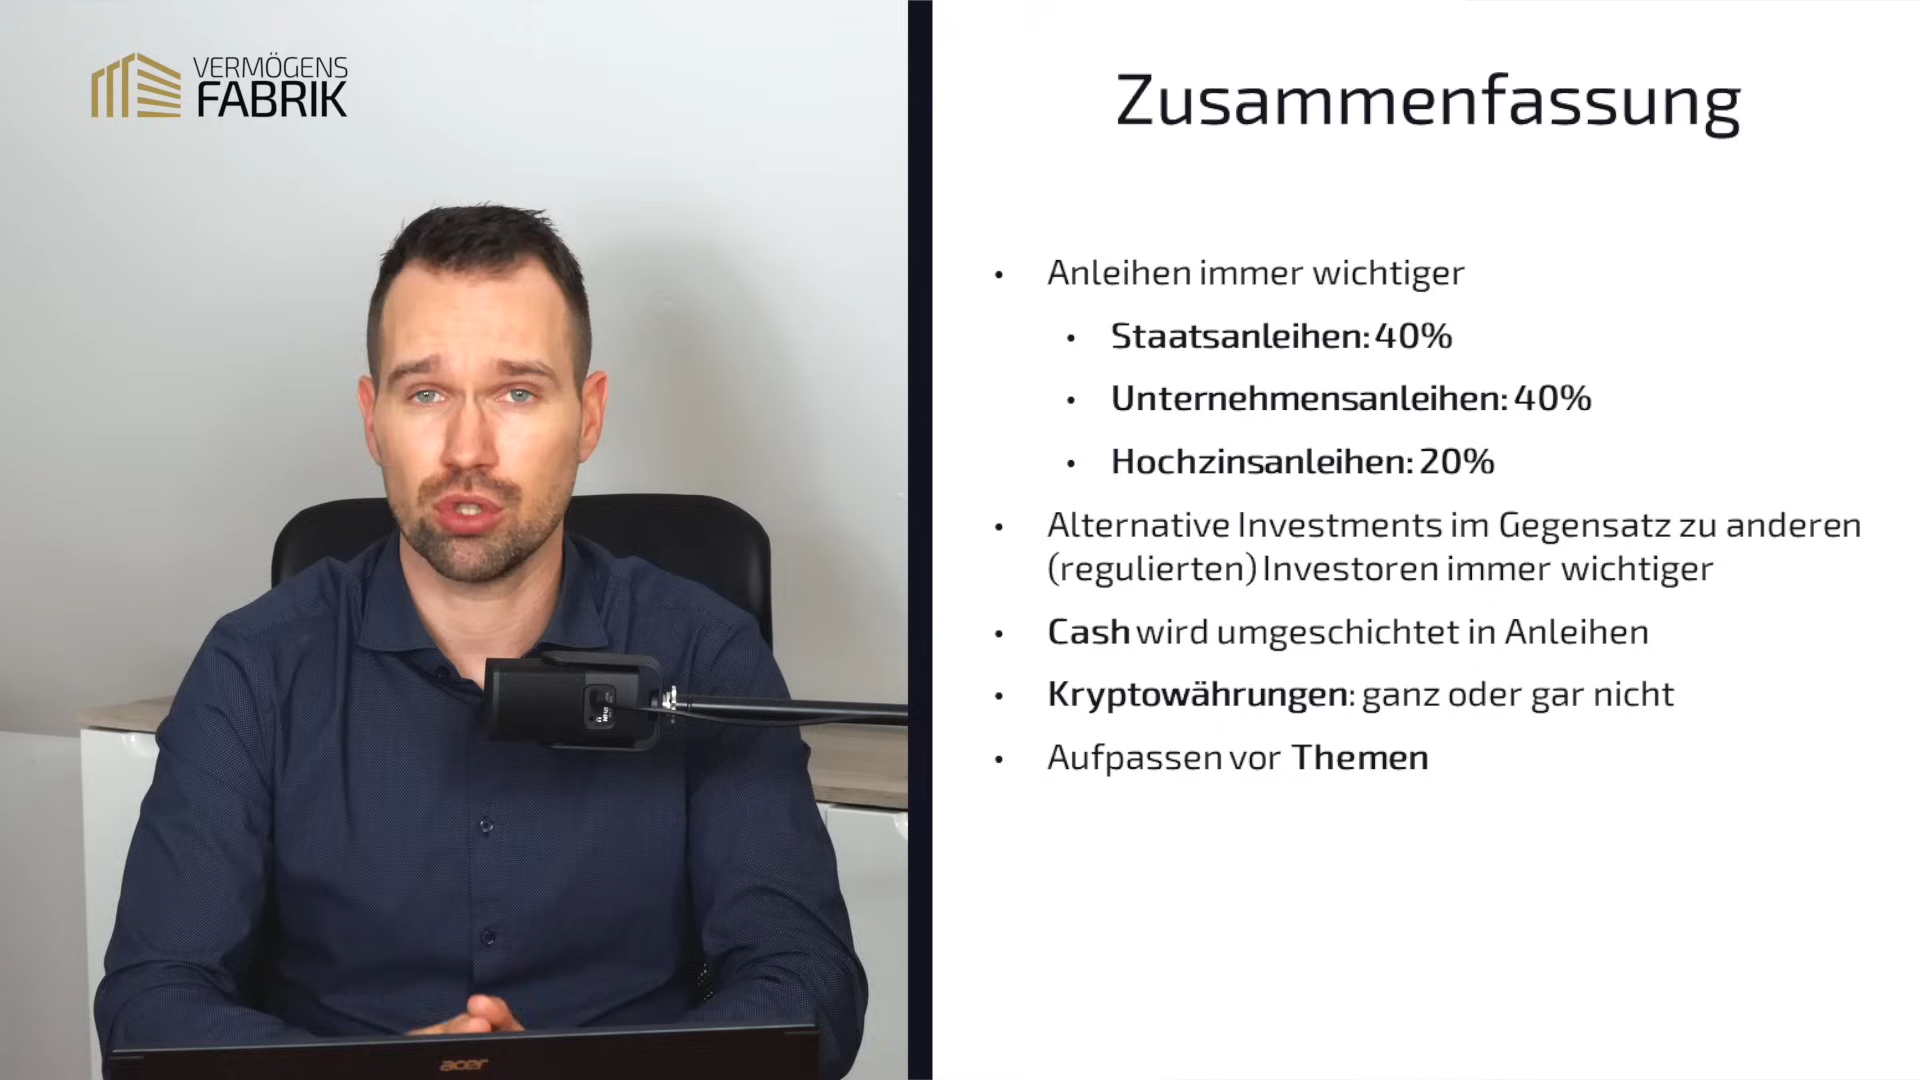 VERMÖGENS
FABRIK
Zusammenfassung
• Anleihen immer wichtiger
• Staatsanleihen: 40%
• Unternehmensanleihen: 40%
• Hochzinsanleihen: 20%
• Alternative Investments im Gegensatz zu anderen
(regulierten) Investoren immer wichtiger
• Cash wird umgeschichtet in Anleihen
• Kryptowährungen: ganz oder gar nicht
• Aufpassen vor Themen
acer